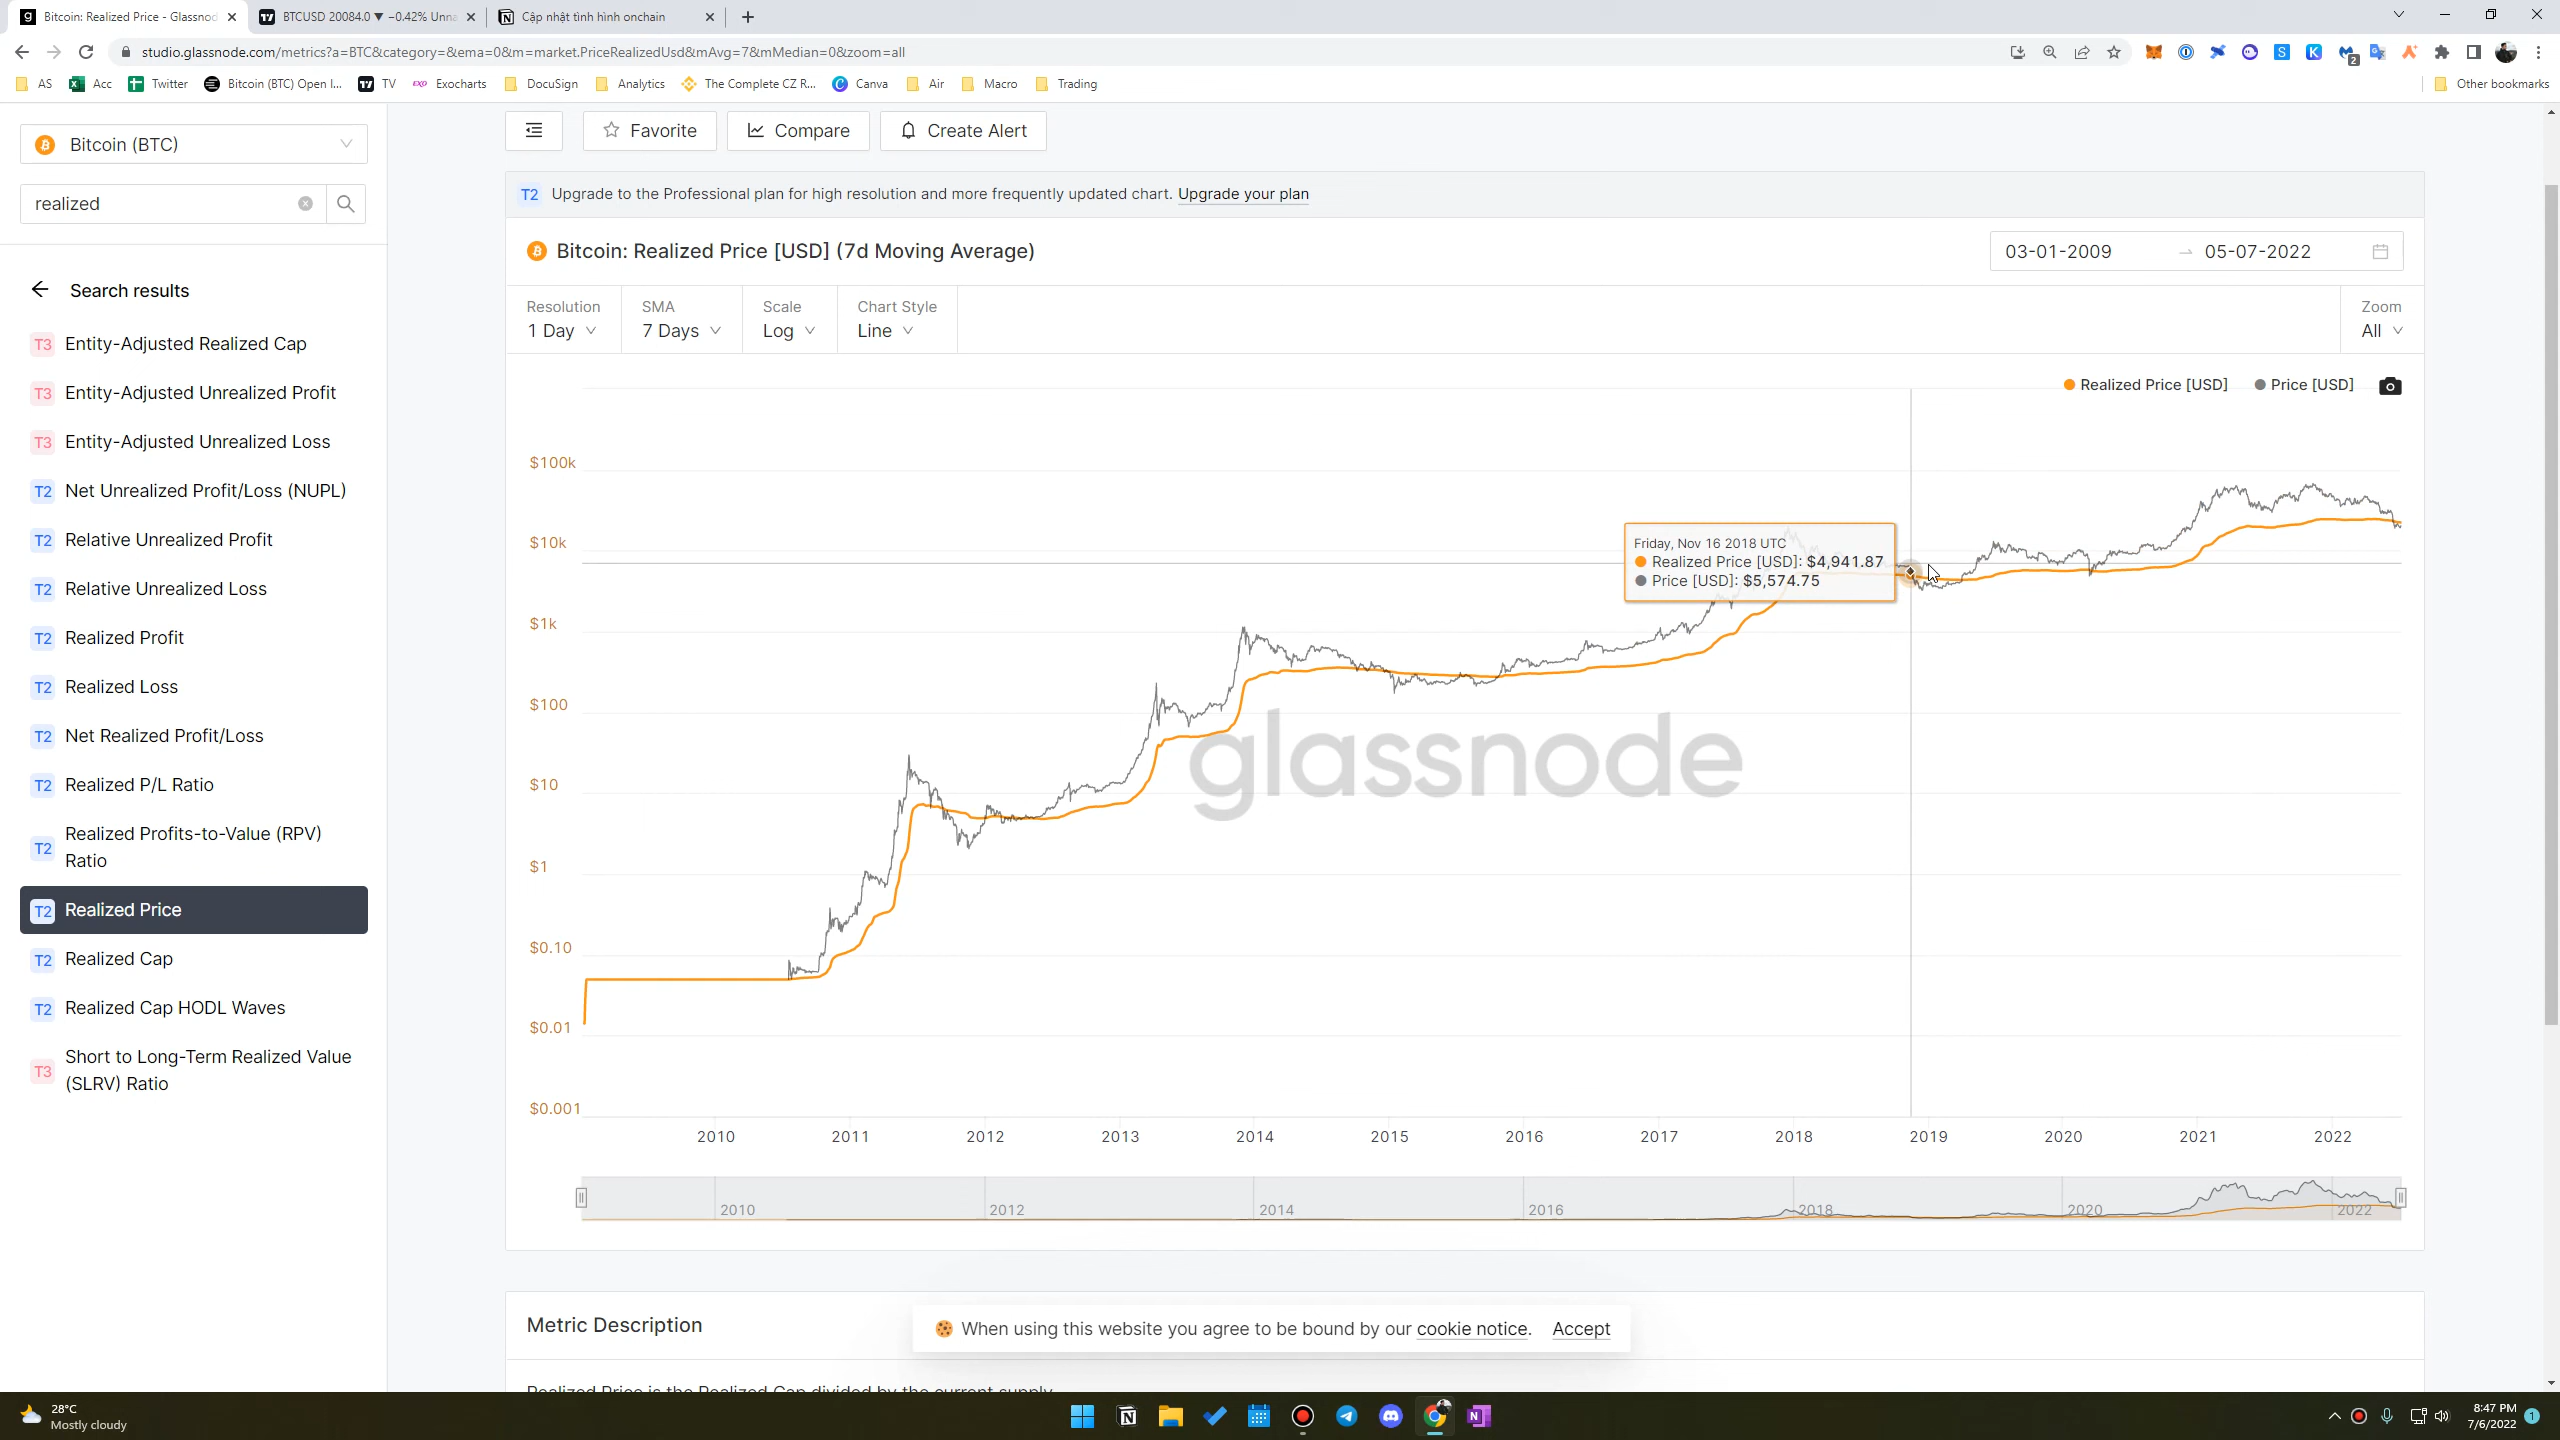 Bitcoin: Realized Price - Glassnod
BTCUSD 20084.0 ▼ −0.42% Unna
Cập nhật tình hình onchain
studio.glassnode.com/metrics?a=BTC&category=&ema=0&m=market.PriceRealizedUsd&mAvg=7&mMedian=0&zoom=all
AS
Acc
Twitter
Bitcoin (BTC) Open I...
TV
Exocharts
DocuSign
Analytics
The Complete CZ R...
Canva
Air
Macro
Trading
Other bookmarks
Bitcoin (BTC)
realized
Search results
T3 Entity-Adjusted Realized Cap
T3 Entity-Adjusted Unrealized Profit
T3 Entity-Adjusted Unrealized Loss
T2 Net Unrealized Profit/Loss (NUPL)
T2 Relative Unrealized Profit
T2 Relative Unrealized Loss
T2 Realized Profit
T2 Realized Loss
T2 Net Realized Profit/Loss
T2 Realized P/L Ratio
T2 Realized Profits-to-Value (RPV)
Ratio
T2 Realized Price
T2 Realized Cap
T2 Realized Cap HODL Waves
T3 Short to Long-Term Realized Value
(SLRV) Ratio
Favorite
Compare
Create Alert
T2 Upgrade to the Professional plan for high resolution and more frequently updated chart. Upgrade your plan
Bitcoin: Realized Price [USD] (7d Moving Average)
03-01-2009 → 05-07-2022
Resolution
1 Day
SMA
7 Days
Scale
Log
Chart Style
Line
Zoom
All
Realized Price [USD]
Price [USD]
$100k
$10k
$1k
$100
$10
$1
$0.10
$0.01
$0.001
Friday, Nov 16 2018 UTC
Realized Price [USD]: $4,941.87
Price [USD]: $5,574.75
glassnode
2010 2011 2012 2013 2014 2015 2016 2017 2018 2019 2020 2021 2022
2010 2012 2014 2016 2018 2020 2022
Metric Description
When using this website you agree to be bound by our cookie notice. Accept
Realized Price is the Realized Cap divided by the current supply
28°C
Mostly cloudy
8:47 PM
7/6/2022
1